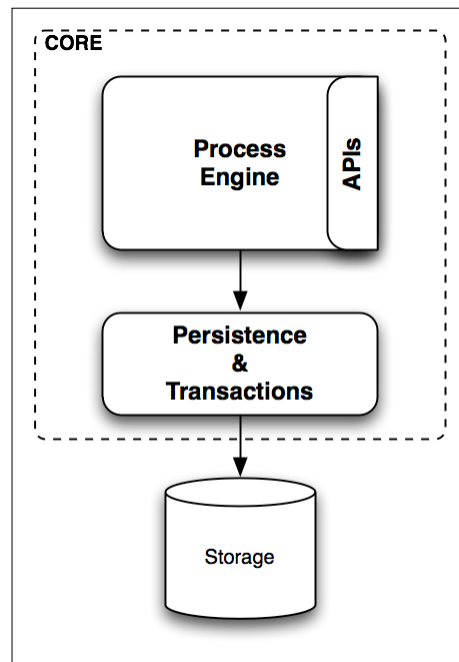 CORE
Process
Engine
APIs
Persistence
&
Transactions
Storage